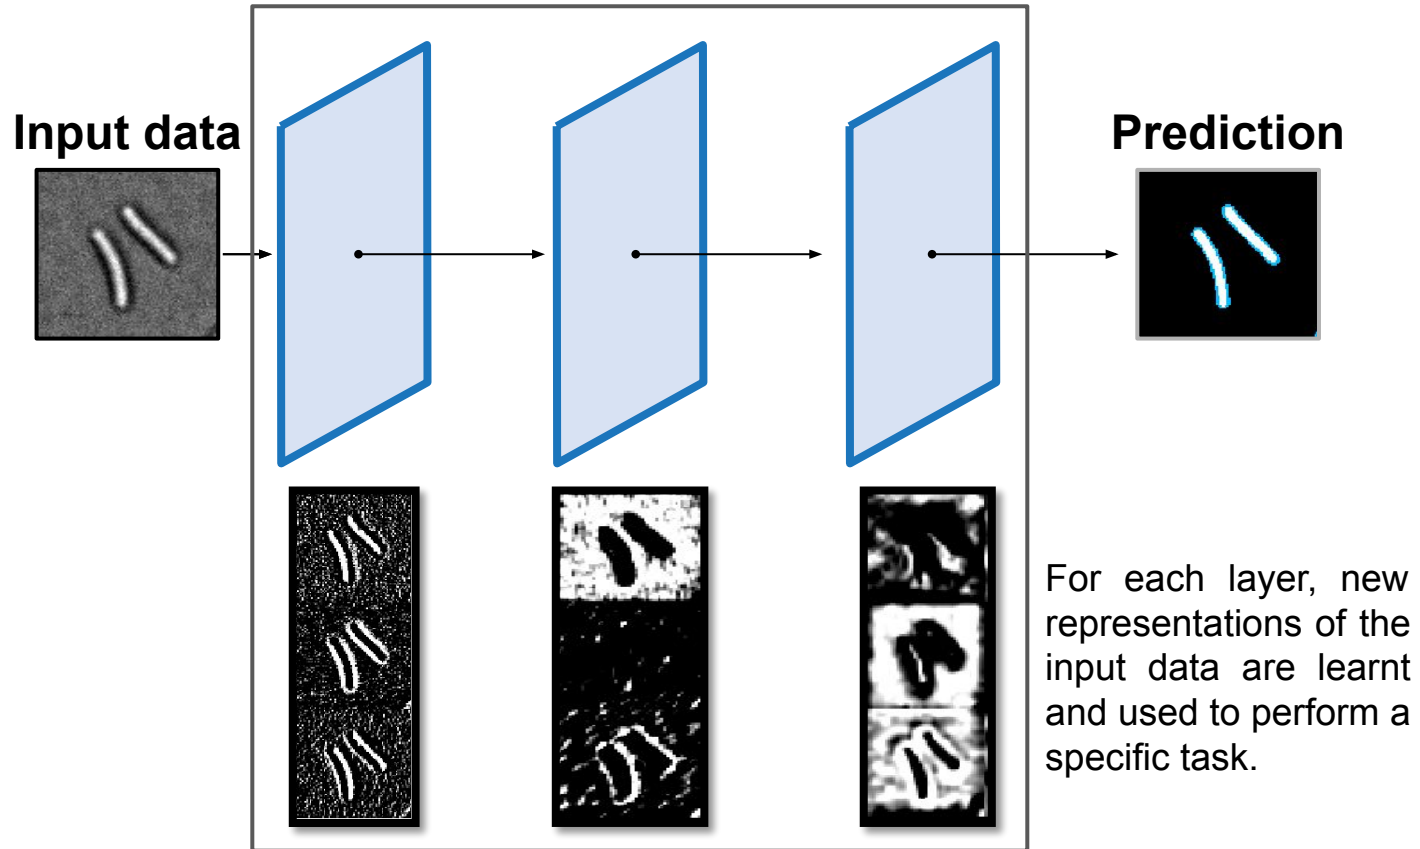 Input data
Prediction
For each layer, new
representations of the
input data are learnt
and used to perform a
specific task.